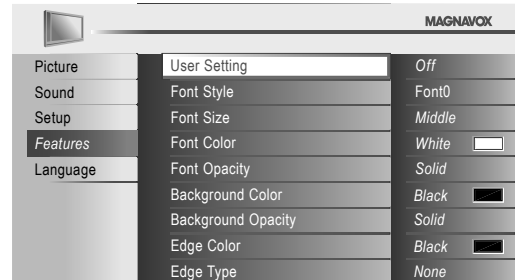 MAGNAVOX
Picture
Sound
Setup
Features
Language
User Setting Off
Font Style Font0
Font Size Middle
Font Color White
Font Opacity Solid
Background Color Black
Background Opacity Solid
Edge Color Black
Edge Type None